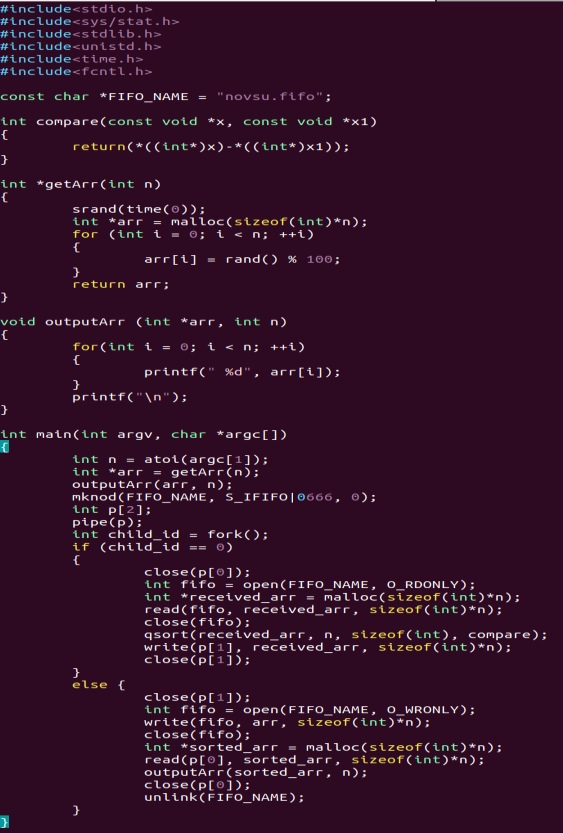 #include<stdio.h>
#include<sys/stat.h>
#include<stdlib.h>
#include<unistd.h>
#include<time.h>
#include<fcntl.h>

const char *FIFO_NAME = "novsu.fifo";

int compare(const void *x, const void *x1)
{
        return(*((int*)x)-*((int*)x1));
}

int *getArr(int n)
{
        srand(time(0));
        int *arr = malloc(sizeof(int)*n);
        for (int i = 0; i < n; ++i)
        {
                arr[i] = rand() % 100;
        }
        return arr;
}

void outputArr (int *arr, int n)
{
        for(int i = 0; i < n; ++i)
        {
                printf(" %d", arr[i]);
        }
        printf("\n");
}

int main(int argv, char *argc[])
{
        int n = atoi(argc[1]);
        int *arr = getArr(n);
        outputArr(arr, n);
        mknod(FIFO_NAME, S_IFIFO|0666, 0);
        int p[2];
        pipe(p);
        int child_id = fork();
        if (child_id == 0)
        {
                close(p[0]);
                int fifo = open(FIFO_NAME, O_RDONLY);
                int *received_arr = malloc(sizeof(int)*n);
                read(fifo, received_arr, sizeof(int)*n);
                close(fifo);
                qsort(received_arr, n, sizeof(int), compare);
                write(p[1], received_arr, sizeof(int)*n);
                close(p[1]);
        }
        else {
                close(p[1]);
                int fifo = open(FIFO_NAME, O_WRONLY);
                write(fifo, arr, sizeof(int)*n);
                close(fifo);
                int *sorted_arr = malloc(sizeof(int)*n);
                read(p[0], sorted_arr, sizeof(int)*n);
                outputArr(sorted_arr, n);
                close(p[0]);
                unlink(FIFO_NAME);
        }
}